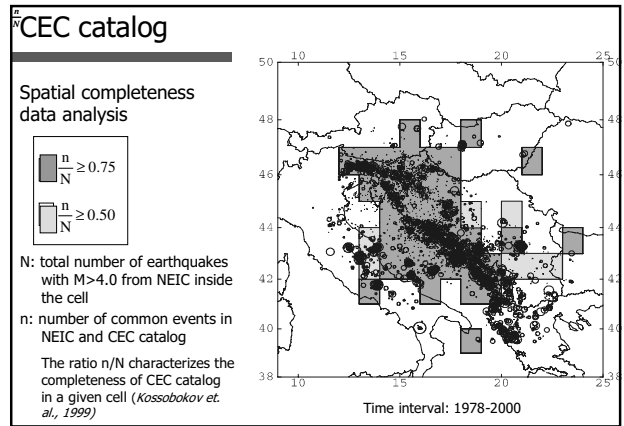 n
N
CEC catalog
Spatial completeness
data analysis
n/N ≥ 0.75
n/N ≥ 0.50
N: total number of earthquakes
with M>4.0 from NEIC inside
the cell
n: number of common events in
NEIC and CEC catalog
The ratio n/N characterizes the
completeness of CEC catalog
in a given cell (Kossobokov et.
al., 1999)
10 15 20 25
50 50
48 48
46 46
44 44
42 42
40 40
38 38
10 15 20 25
Time interval: 1978-2000